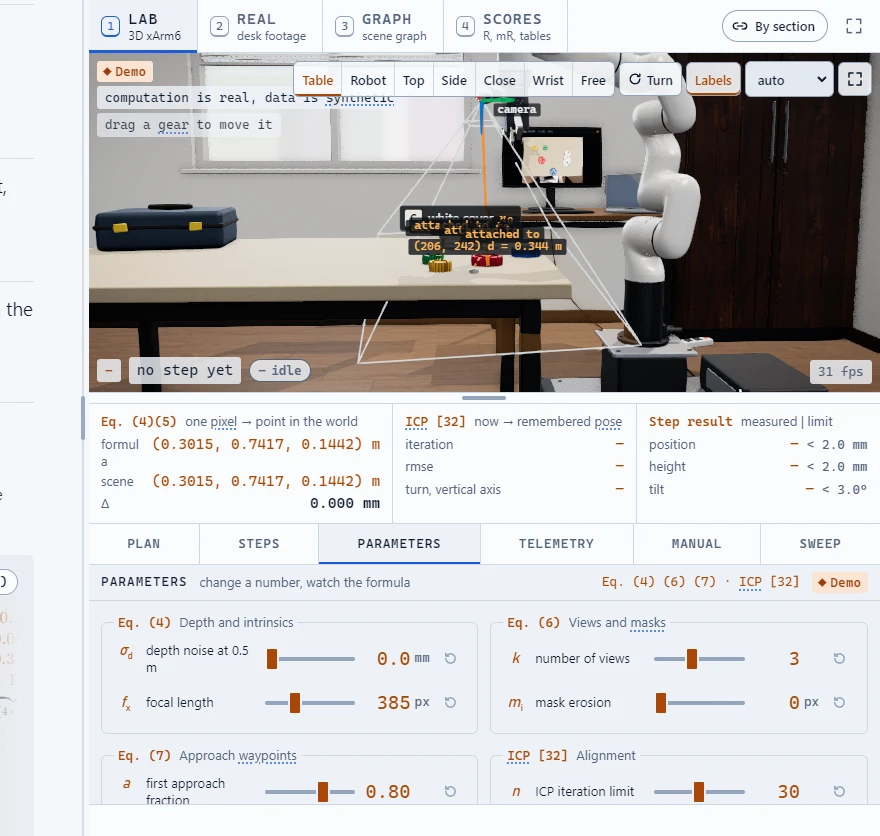 1 LAB
3D xArm6
2 REAL
desk footage
3 GRAPH
scene graph
4 SCORES
R, mR, tables
By section
t,
the
e
Demo
Table
Robot
Top
Side
Close
Wrist
Free
Turn
Labels
auto
computation is real, data is synthetic
drag a gear to move it
camera
white cover
attached to
(206, 242) d = 0.344 m
–
no step yet
– idle
31 fps
Eq. (4)(5) one pixel → point in the world
formula (0.3015, 0.7417, 0.1442) m
scene (0.3015, 0.7417, 0.1442) m
Δ 0.000 mm
ICP [32] now → remembered pose
iteration –
rmse –
turn, vertical axis –
Step result measured | limit
position – < 2.0 mm
height – < 2.0 mm
tilt – < 3.0°
PLAN
STEPS
PARAMETERS
TELEMETRY
MANUAL
SWEEP
PARAMETERS change a number, watch the formula
Eq. (4) (6) (7) · ICP [32]
Demo
Eq. (4) Depth and intrinsics
σd depth noise at 0.5 m 0.0 mm
fx focal length 385 px
Eq. (6) Views and masks
k number of views 3
mi mask erosion 0 px
Eq. (7) Approach waypoints
a first approach fraction 0.80
ICP [32] Alignment
n ICP iteration limit 30